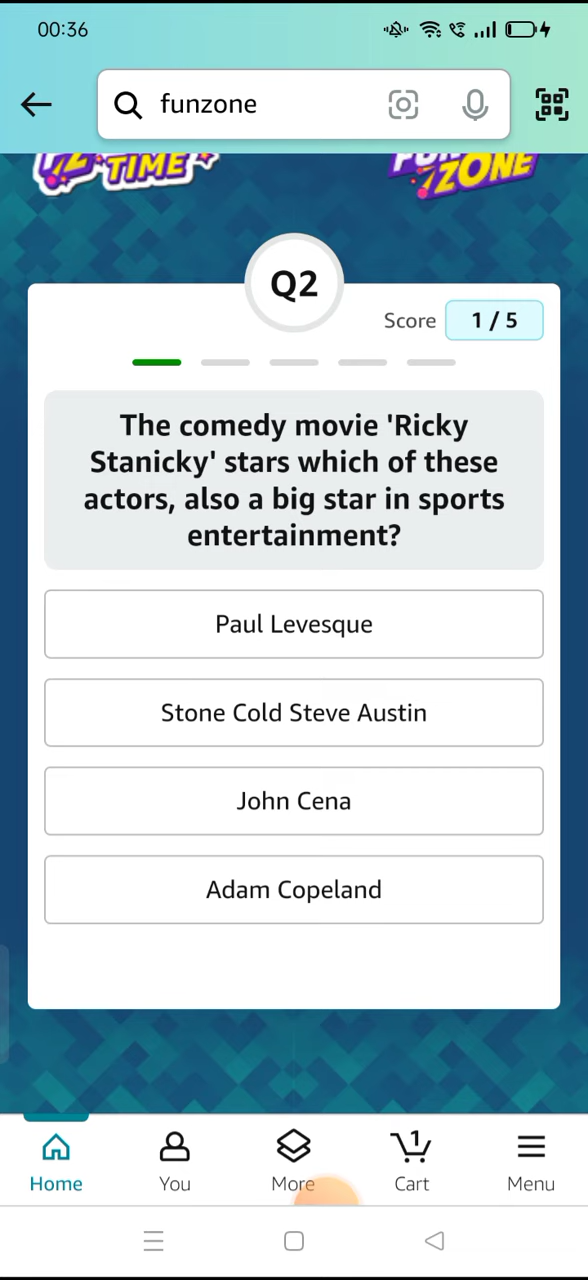 00:36
funzone
TIME
FUN
ZONE
Q2
Score 1 / 5
The comedy movie 'Ricky
Stanicky' stars which of these
actors, also a big star in sports
entertainment?
Paul Levesque
Stone Cold Steve Austin
John Cena
Adam Copeland
1
Home You More Cart Menu